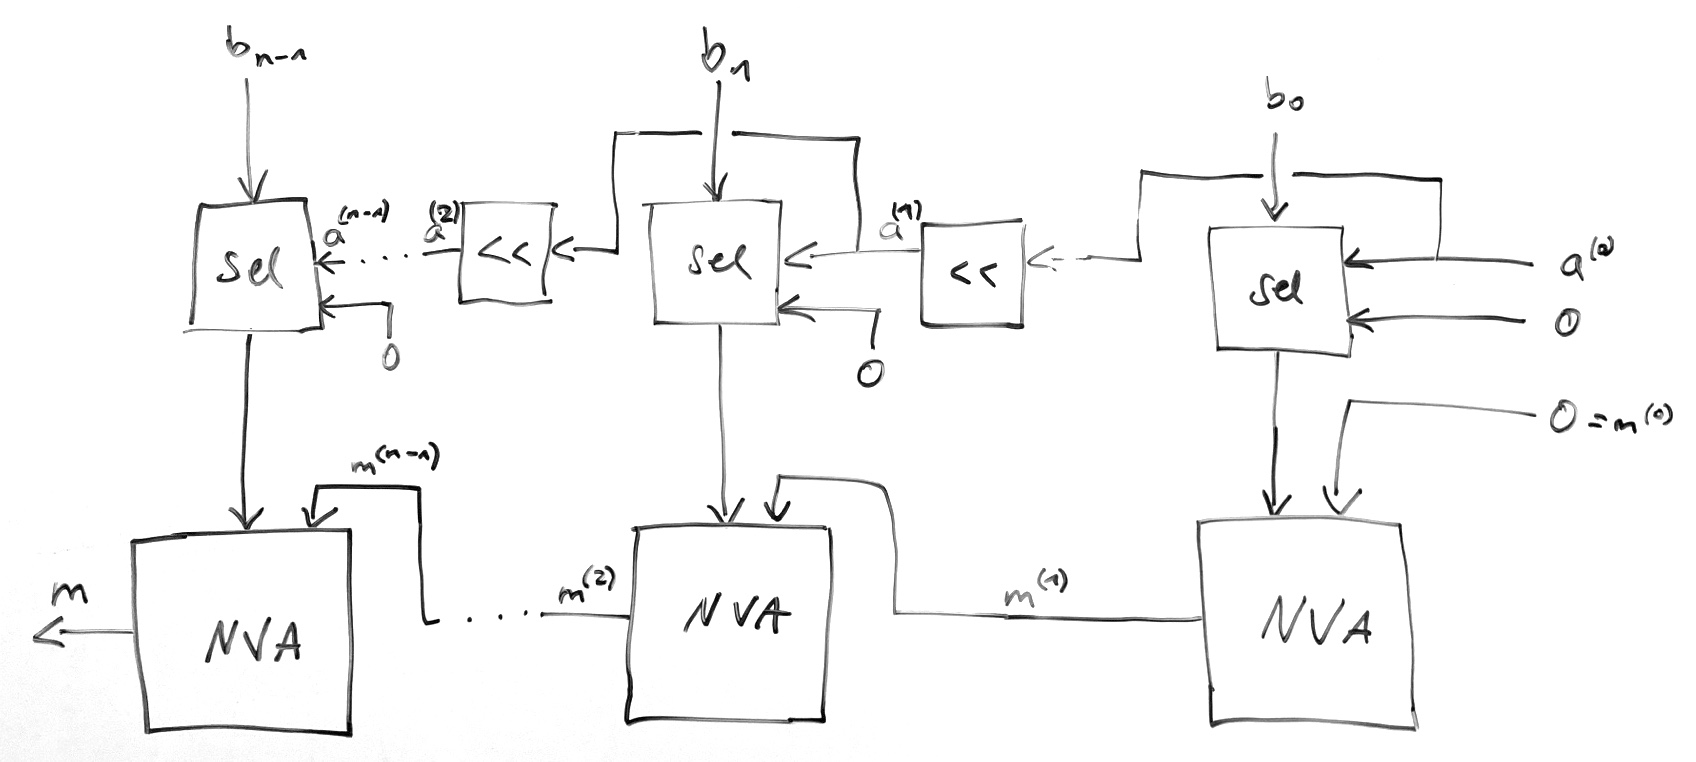 b_{n-1}
b_1
b_0
a^{(n-1)}
a^{(2)}
a^{(1)}
sel
<<
sel
<<
sel
a^{(0)}
0
0
0
0 = m^{(0)}
m^{(n-1)}
m
NVA
m^{(2)}
NVA
m^{(1)}
NVA